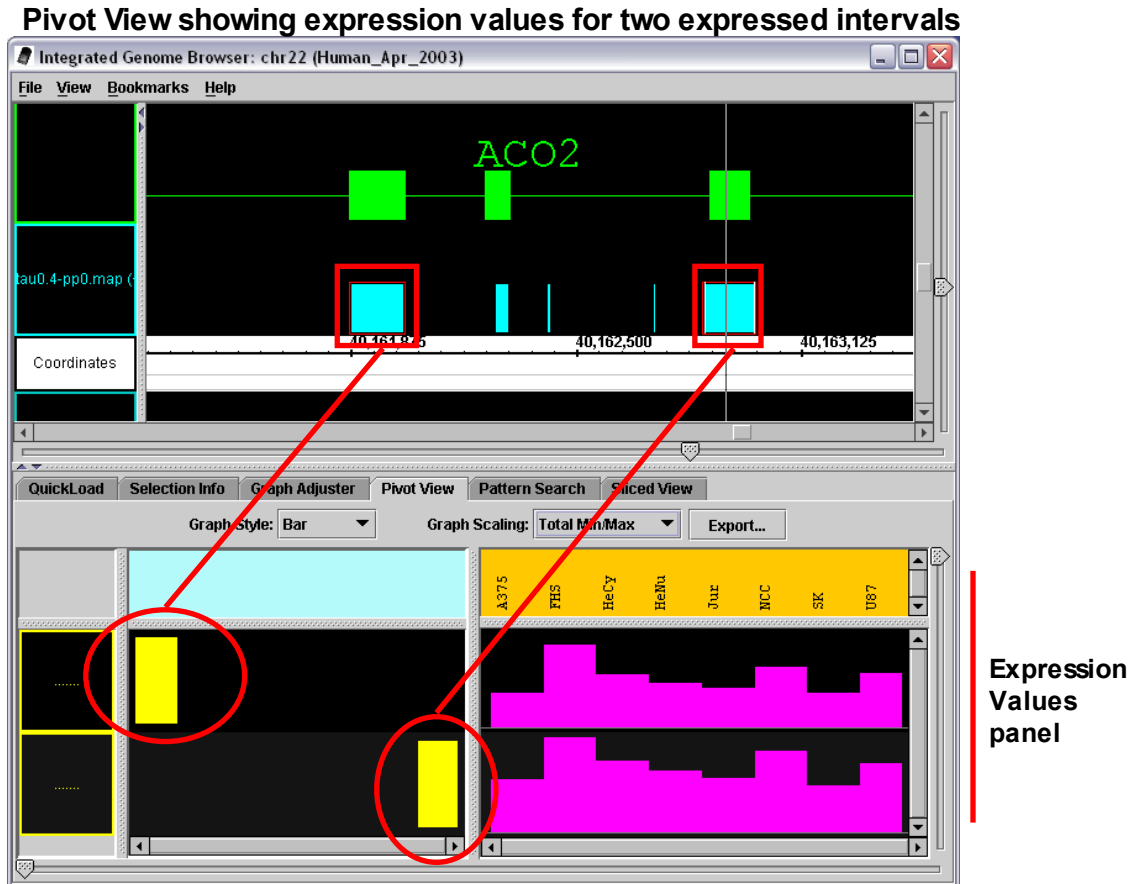 Pivot View showing expression values for two expressed intervals
Integrated Genome Browser: chr22 (Human_Apr_2003)
File View Bookmarks Help
ACO2
tau0.4-pp0.map (
Coordinates
40,161,875 40,162,500 40,163,125
QuickLoad Selection Info Graph Adjuster Pivot View Pattern Search Sliced View
Graph Style: Bar Graph Scaling: Total Min/Max Export...
A375 FHS HeCy HeNu Jur NCC SK U87
.......
.......
Expression
Values
panel